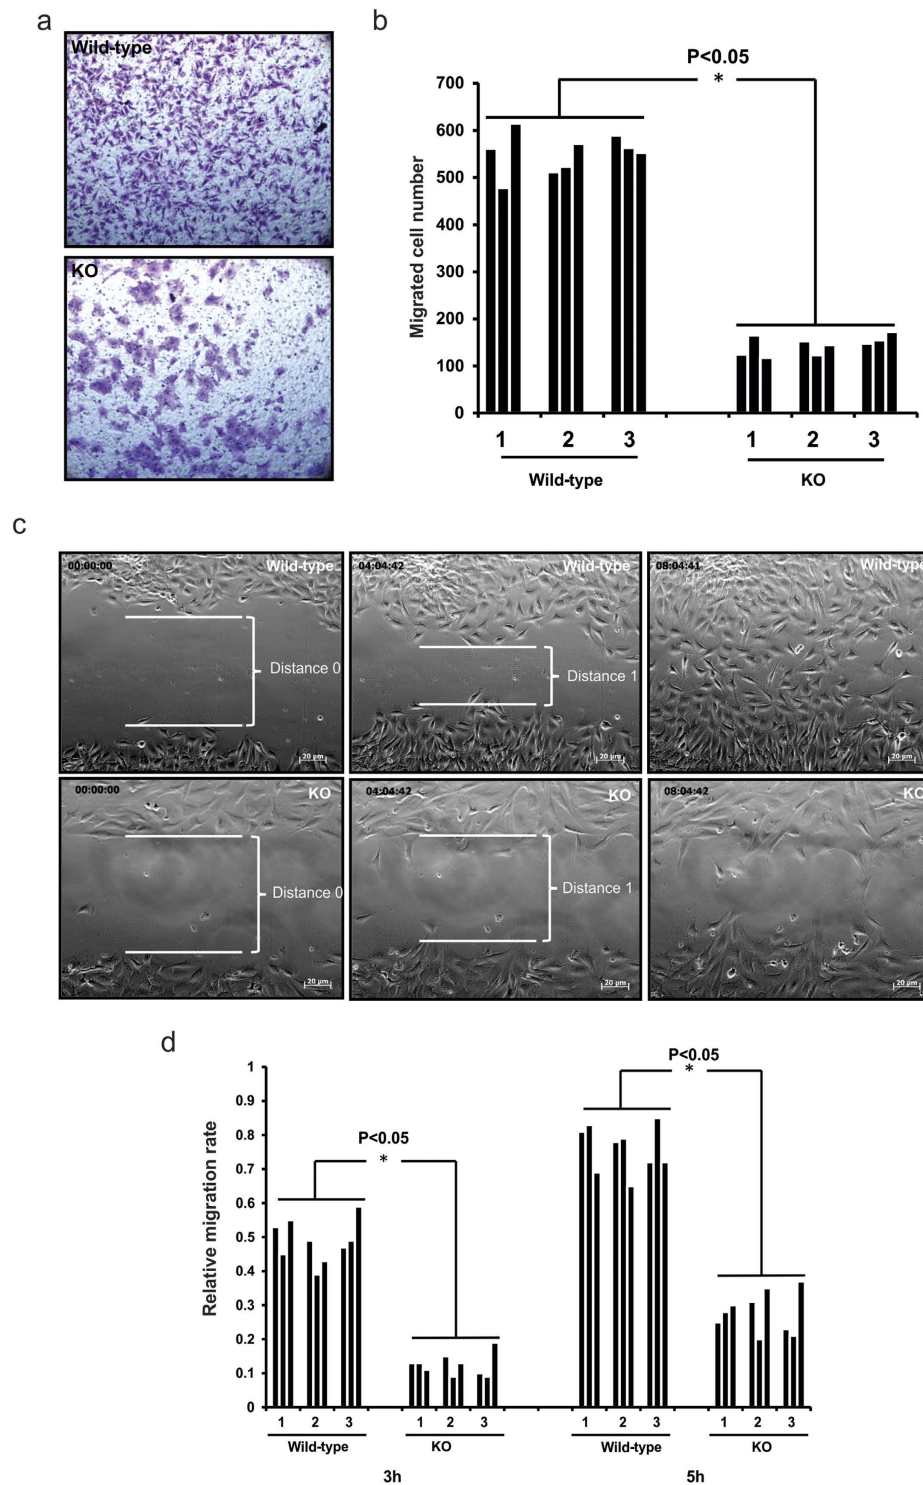 a
Wild-type
KO
b
P<0.05
*
Migrated cell number
700
600
500
400
300
200
100
0
1 2 3 1 2 3
Wild-type KO
c
00:00:00 Wild-type
Distance 0
20 µm
04:04:42 Wild-type
Distance 1
20 µm
08:04:41 Wild-type
20 µm
00:00:00 KO
Distance 0
20 µm
04:04:42 KO
Distance 1
20 µm
08:04:42 KO
20 µm
d
Relative migration rate
1
0.9
0.8
0.7
0.6
0.5
0.4
0.3
0.2
0.1
0
P<0.05
*
P<0.05
*
1 2 3 1 2 3 1 2 3 1 2 3
Wild-type KO Wild-type KO
3h 5h